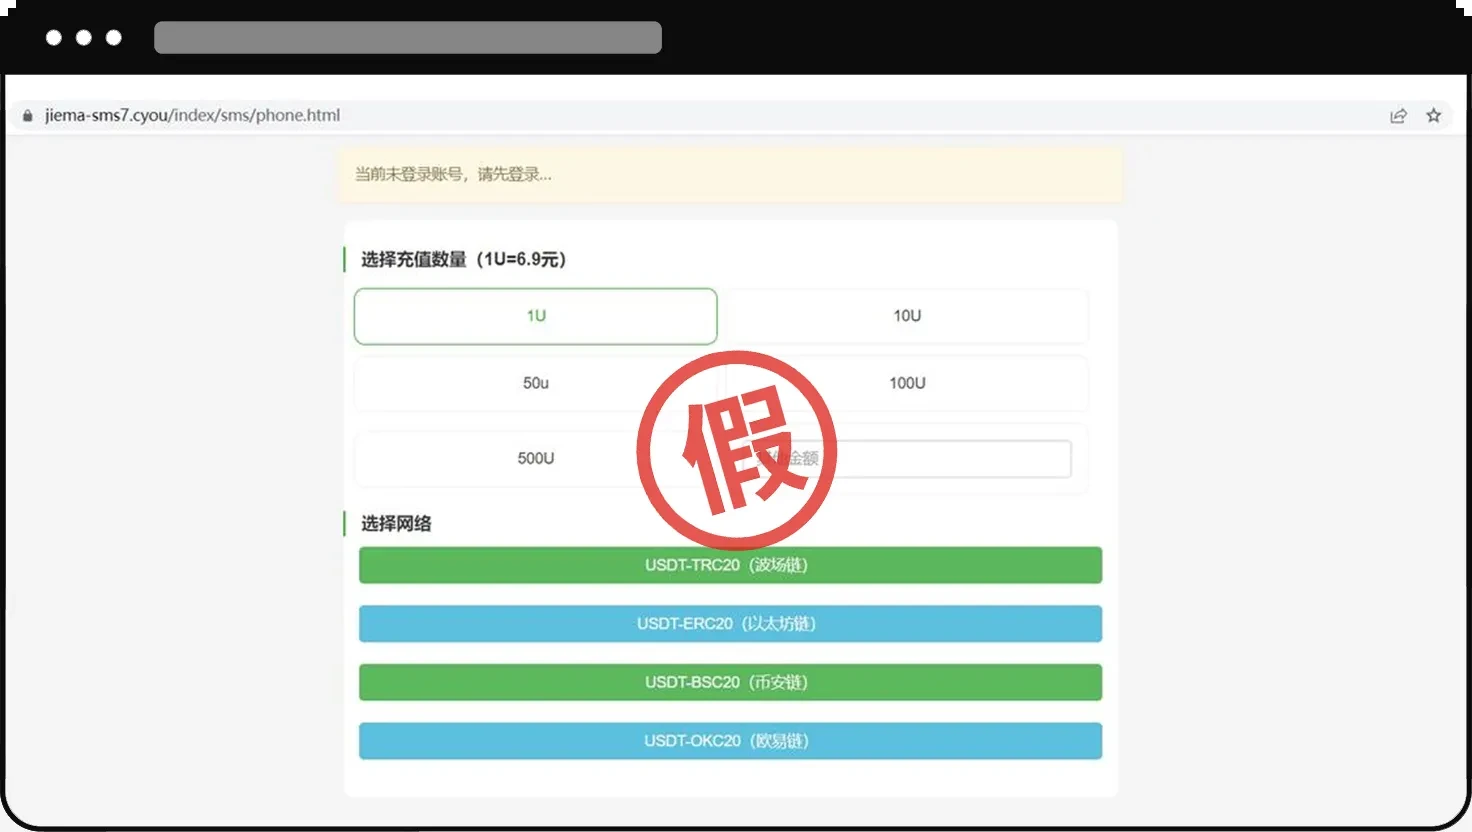 jiema-sms7.cyou/index/sms/phone.html
当前未登录账号，请先登录...
选择充值数量（1U=6.9元）
1U
10U
50u
100U
500U
金额
假
选择网络
USDT-TRC20（波场链）
USDT-ERC20（以太坊链）
USDT-BSC20（币安链）
USDT-OKC20（欧易链）